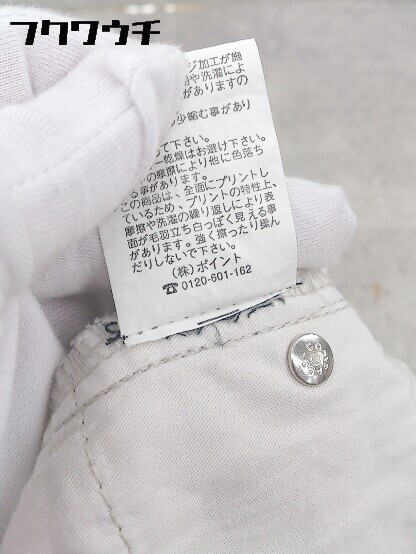 フクワウチ
ジ加工が施
用や洗濯によ
がありますの
少縮む事があり
めて下さい。
ー乾燥はお避け下さい。
の摩擦により他に色落ち
る事があります。
この商品は、全面にプリントし
ているため、プリントの特性上、
摩擦や洗濯の繰り返しにより表
面が毛羽立ち白っぽく見える事
があります。強く擦ったり揉ん
だりしないで下さい。
(株)ポイント
☎0120-601-162